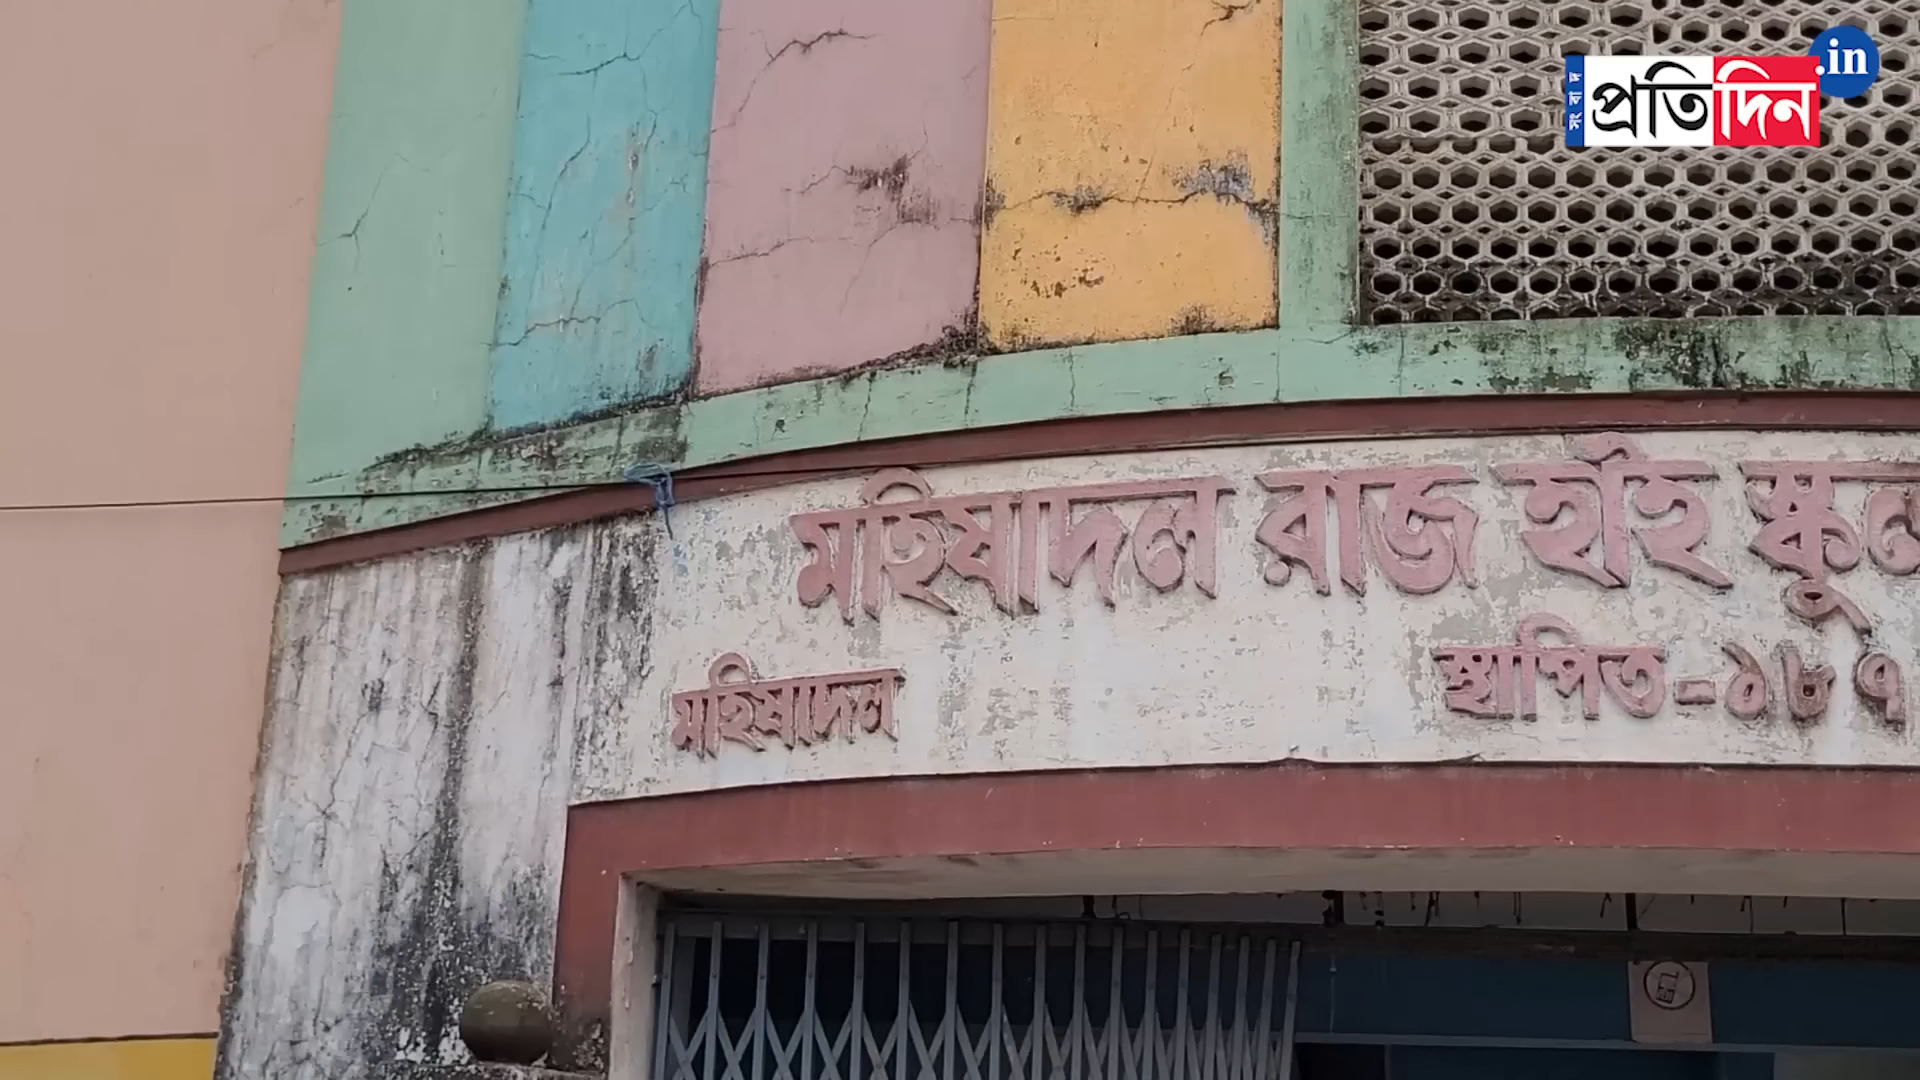 সংবাদ প্রতিদিন .in
মহিষাদল রাজ হাই স্কুল
মহিষাদল
স্থাপিত-১৮৭